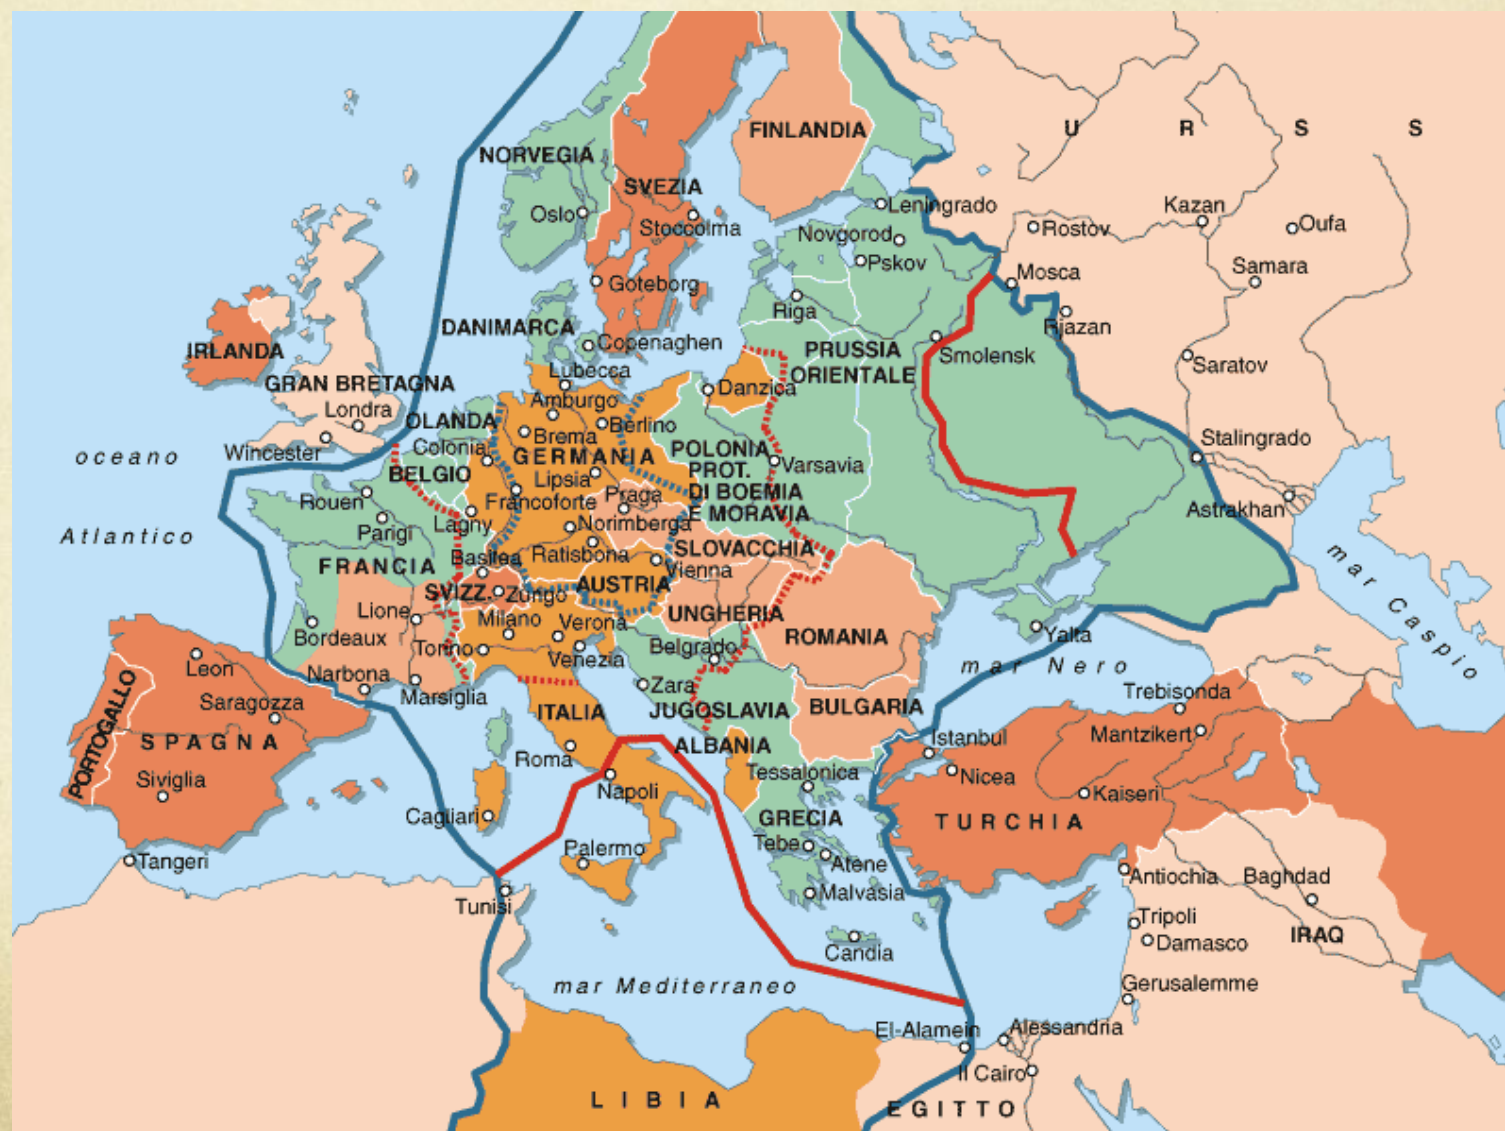 FINLANDIA
U R S S
NORVEGIA
SVEZIA
Oslo
Stoccolma
Leningrado
Novgorod
Pskov
Kazan
Rostov
Oufa
Mosca
Samara
Goteborg
Riga
Rjazan
DANIMARCA
Copenaghen
Smolensk
PRUSSIA
ORIENTALE
Saratov
IRLANDA
GRAN BRETAGNA
Londra
Wincester
Lubecca
Amburgo
Danzica
OLANDA
Brema
Berlino
Colonia
GERMANIA
POLONIA
PROT.
DI BOEMIA
E MORAVIA
Varsavia
Stalingrado
Astrakhan
oceano
Atlantico
BELGIO
Lipsia
Francoforte
Praga
Rouen
Parigi
Lagny
Norimberga
Ratisbona
SLOVACCHIA
Basilea
Vienna
FRANCIA
SVIZZ.
Zurigo
AUSTRIA
UNGHERIA
ROMANIA
mar Caspio
Lione
Milano
Verona
Bordeaux
Torino
Venezia
Belgrado
Yalta
mar Nero
Leon
Narbona
Marsiglia
Zara
Saragozza
PORTOGALLO
SPAGNA
Siviglia
ITALIA
JUGOSLAVIA
BULGARIA
Trebisonda
Istanbul
Mantzikert
ALBANIA
Roma
Tessalonica
Nicea
Kaiseri
Napoli
Cagliari
GRECIA
TURCHIA
Tangeri
Palermo
Tebe
Atene
Malvasia
Antiochia
Baghdad
Tunisi
Tripoli
Damasco
IRAQ
Candia
mar Mediterraneo
Gerusalemme
El-Alamein
Alessandria
Il Cairo
LIBIA
EGITTO